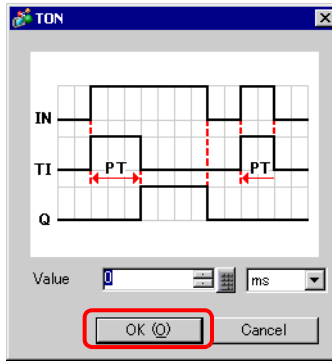 TON
IN
TI
PT
PT
Q
Value 0 ms
OK (O) Cancel